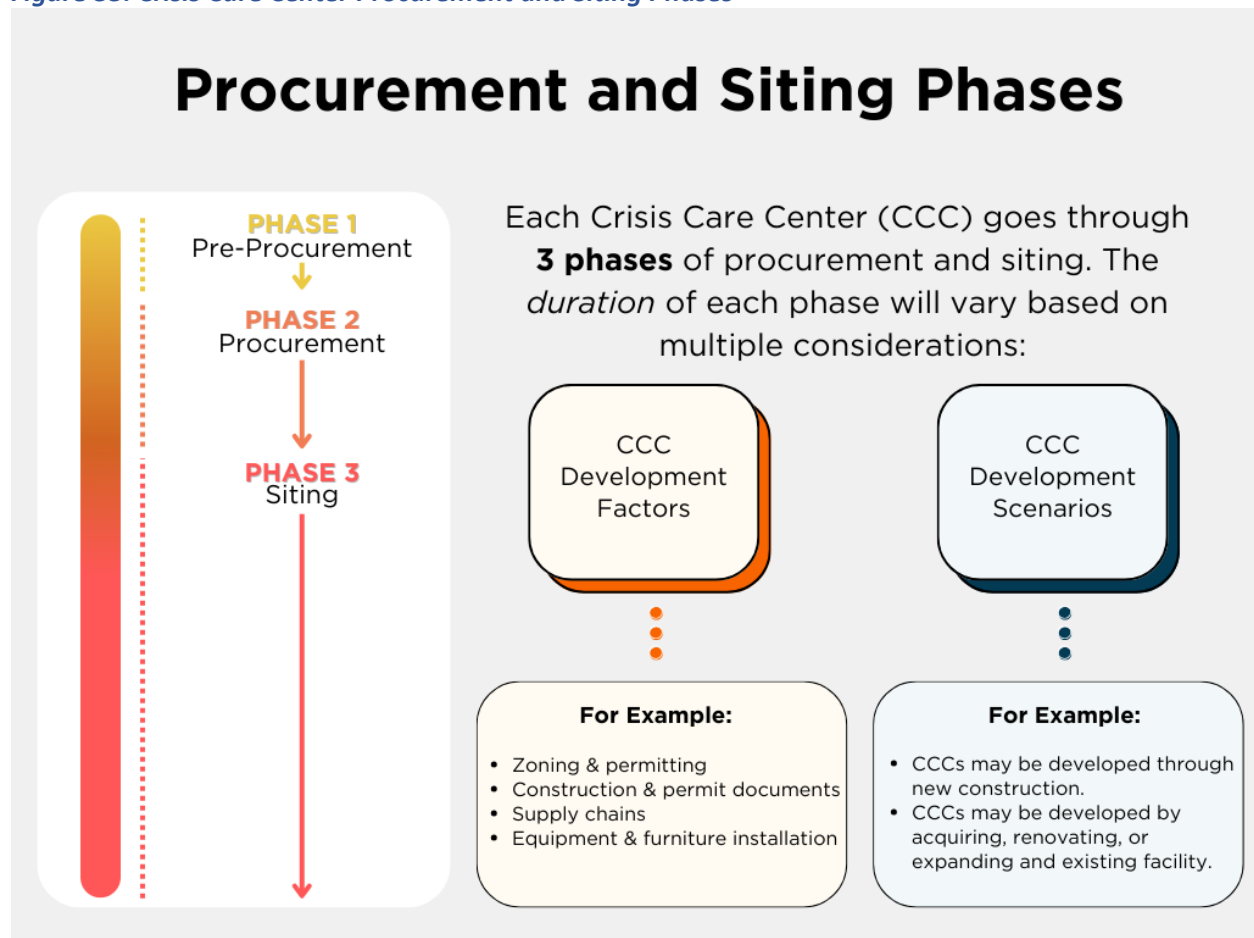 Procurement and Siting Phases
PHASE 1
Pre-Procurement
PHASE 2
Procurement
PHASE 3
Siting
Each Crisis Care Center (CCC) goes through
3 phases of procurement and siting. The
duration of each phase will vary based on
multiple considerations:
CCC
Development
Factors
CCC
Development
Scenarios
For Example:
• Zoning & permitting
• Construction & permit documents
• Supply chains
• Equipment & furniture installation
For Example:
• CCCs may be developed through
new construction.
• CCCs may be developed by
acquiring, renovating, or
expanding and existing facility.